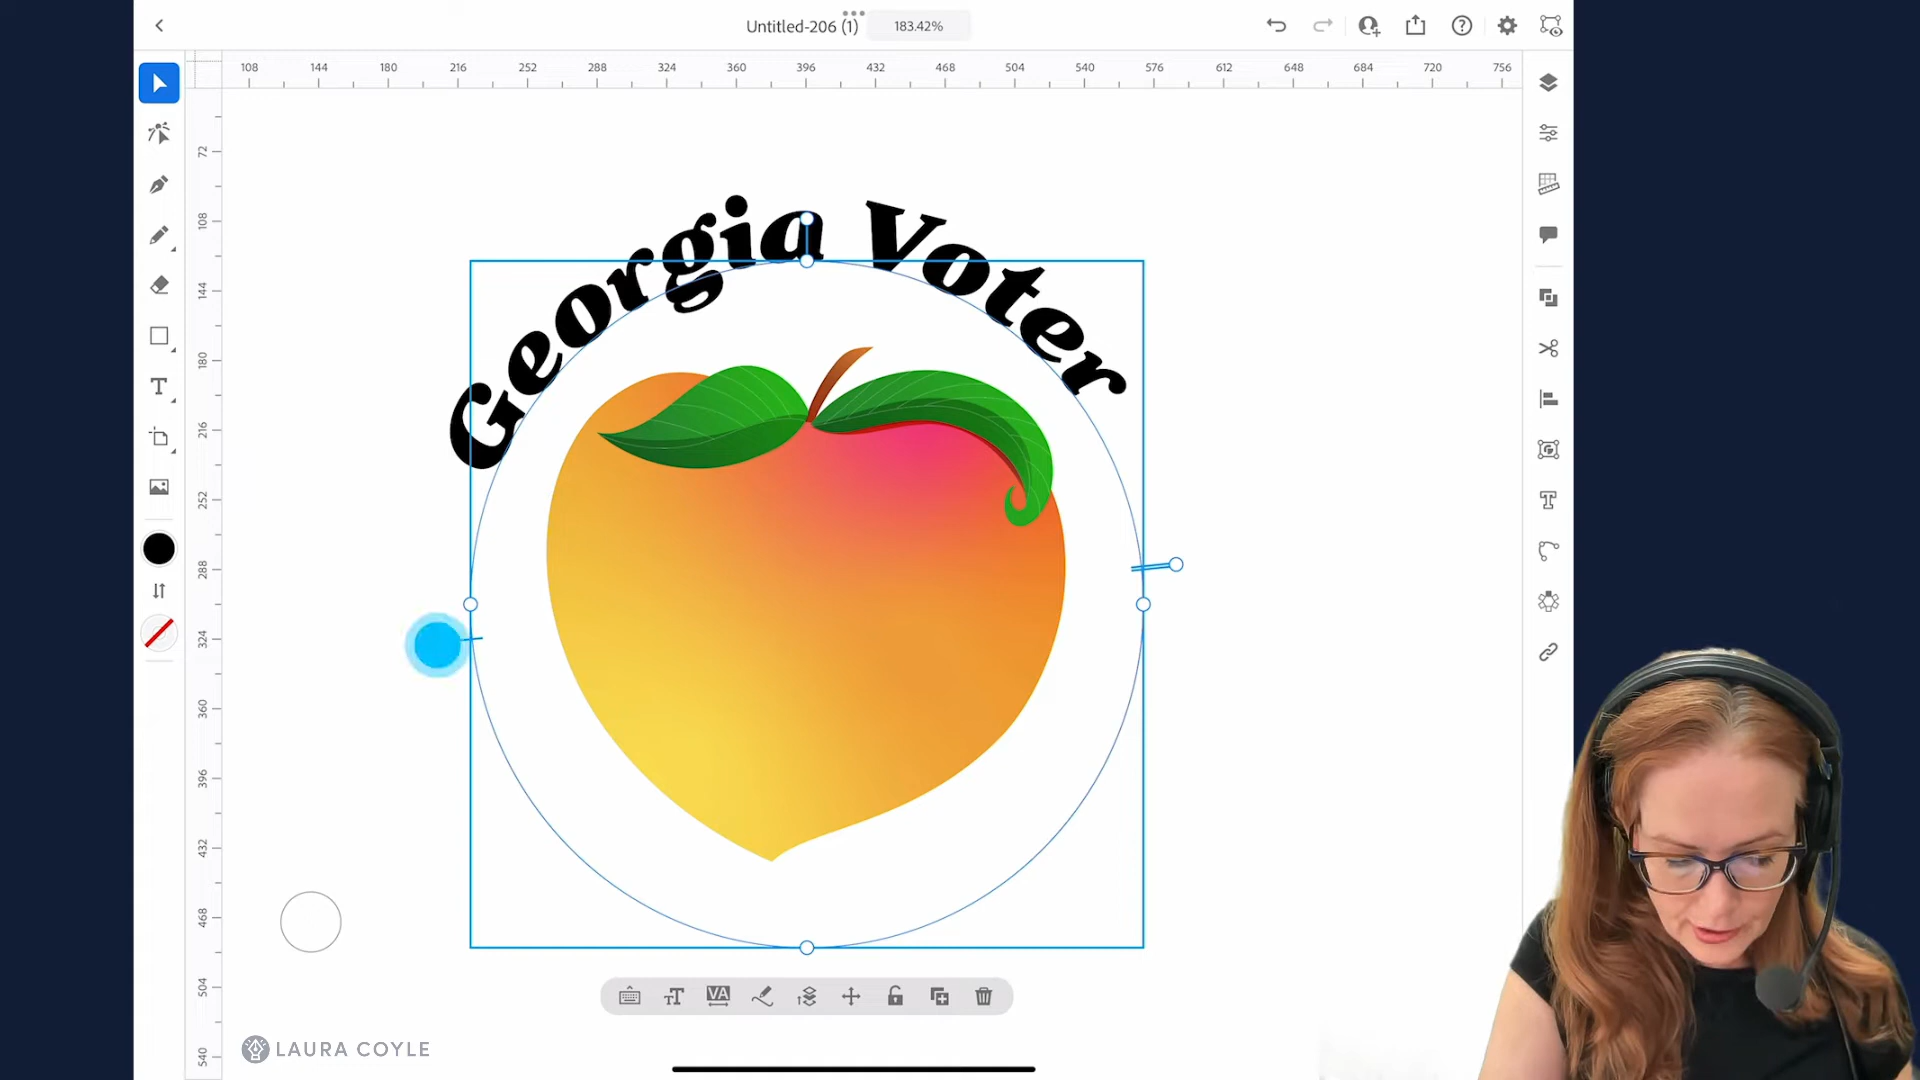 Untitled-206 (1) 183.42%
108 144 180 216 252 288 324 360 396 432 468 504 540 576 612 648 684 720 756
72
108
144
180
216
252
288
324
360
396
432
468
504
540
Georgia Voter
T
T
TT
VA
LAURA COYLE